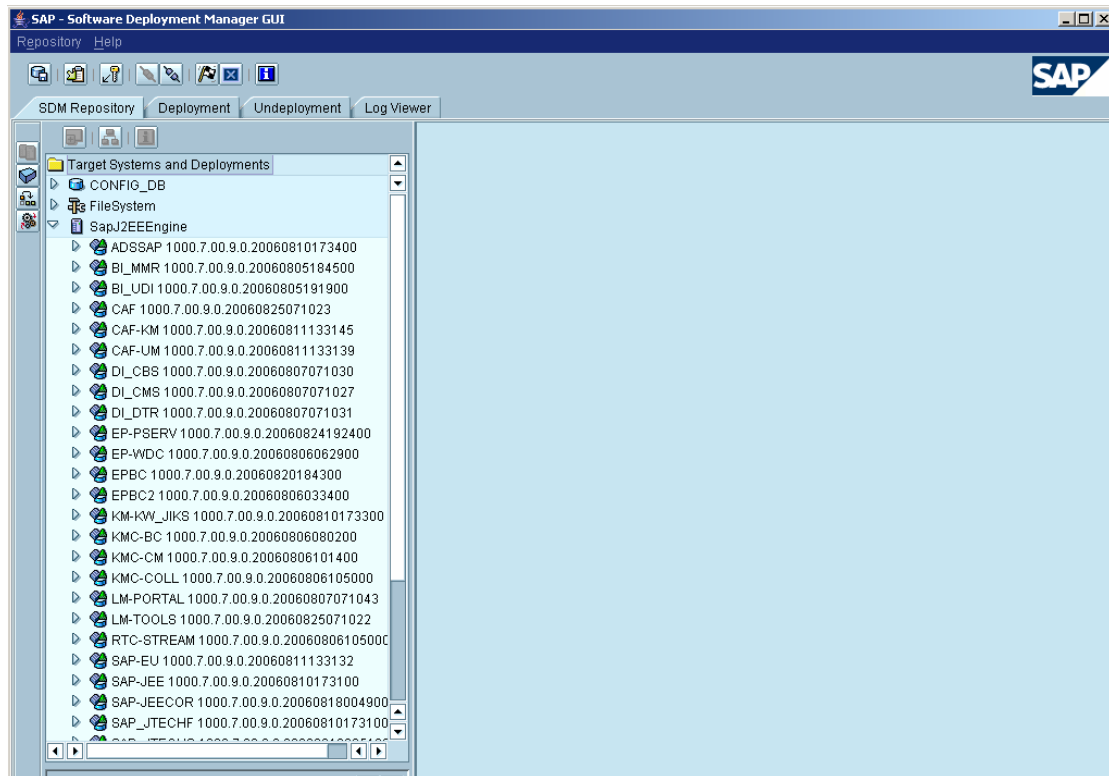 SAP - Software Deployment Manager GUI
Repository Help
SAP
SDM Repository Deployment Undeployment Log Viewer
Target Systems and Deployments
CONFIG_DB
FileSystem
SapJ2EEEngine
ADSSAP 1000.7.00.9.0.20060810173400
BI_MMR 1000.7.00.9.0.20060805184500
BI_UDI 1000.7.00.9.0.20060805191900
CAF 1000.7.00.9.0.20060825071023
CAF-KM 1000.7.00.9.0.20060811133145
CAF-UM 1000.7.00.9.0.20060811133139
DI_CBS 1000.7.00.9.0.20060807071030
DI_CMS 1000.7.00.9.0.20060807071027
DI_DTR 1000.7.00.9.0.20060807071031
EP-PSERV 1000.7.00.9.0.20060824192400
EP-WDC 1000.7.00.9.0.20060806062900
EPBC 1000.7.00.9.0.20060820184300
EPBC2 1000.7.00.9.0.20060806033400
KM-KW_JIKS 1000.7.00.9.0.20060810173300
KMC-BC 1000.7.00.9.0.20060806080200
KMC-CM 1000.7.00.9.0.20060806101400
KMC-COLL 1000.7.00.9.0.20060806105000
LM-PORTAL 1000.7.00.9.0.20060807071043
LM-TOOLS 1000.7.00.9.0.20060825071022
RTC-STREAM 1000.7.00.9.0.20060806105000
SAP-EU 1000.7.00.9.0.20060811133132
SAP-JEE 1000.7.00.9.0.20060810173100
SAP-JEECOR 1000.7.00.9.0.20060818004900
SAP_JTECHF 1000.7.00.9.0.20060810173100